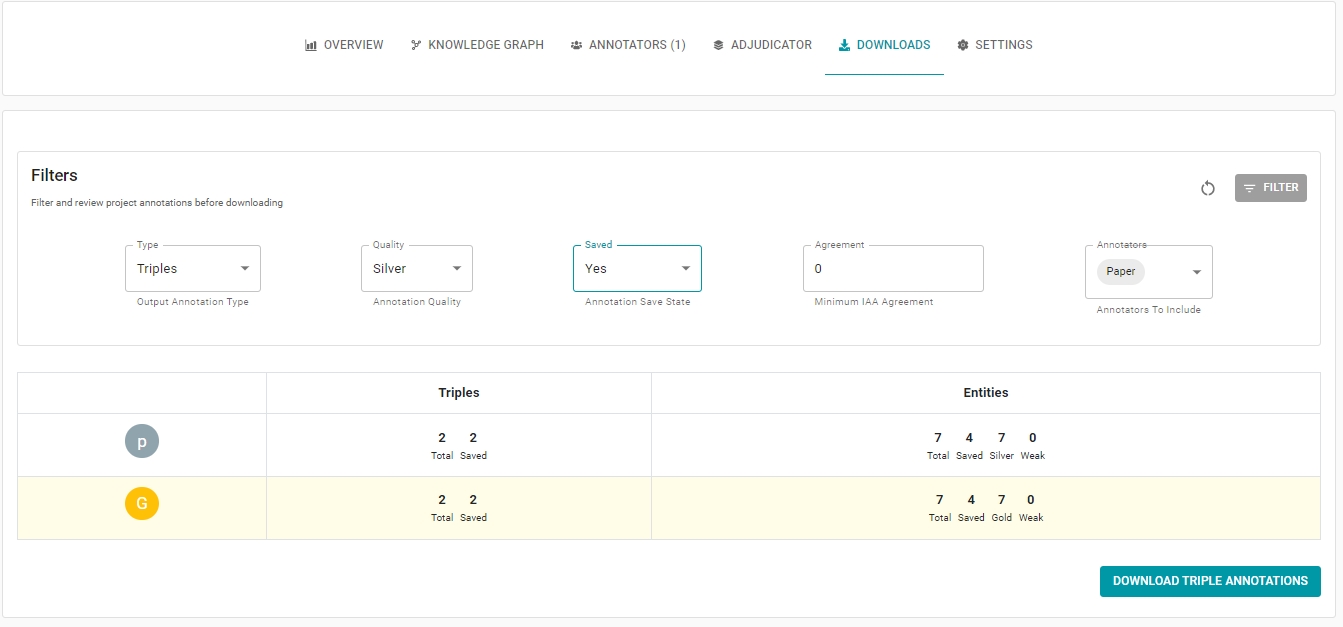 OVERVIEW KNOWLEDGE GRAPH ANNOTATORS (1) ADJUDICATOR DOWNLOADS SETTINGS
Filters
Filter and review project annotations before downloading
FILTER
Type Quality Saved Agreement Annotators
Triples Silver Yes 0 Paper
Output Annotation Type Annotation Quality Annotation Save State Minimum IAA Agreement Annotators To Include
Triples Entities
p 2 2 7 4 7 0
Total Saved Total Saved Silver Weak
G 2 2 7 4 7 0
Total Saved Total Saved Gold Weak
DOWNLOAD TRIPLE ANNOTATIONS